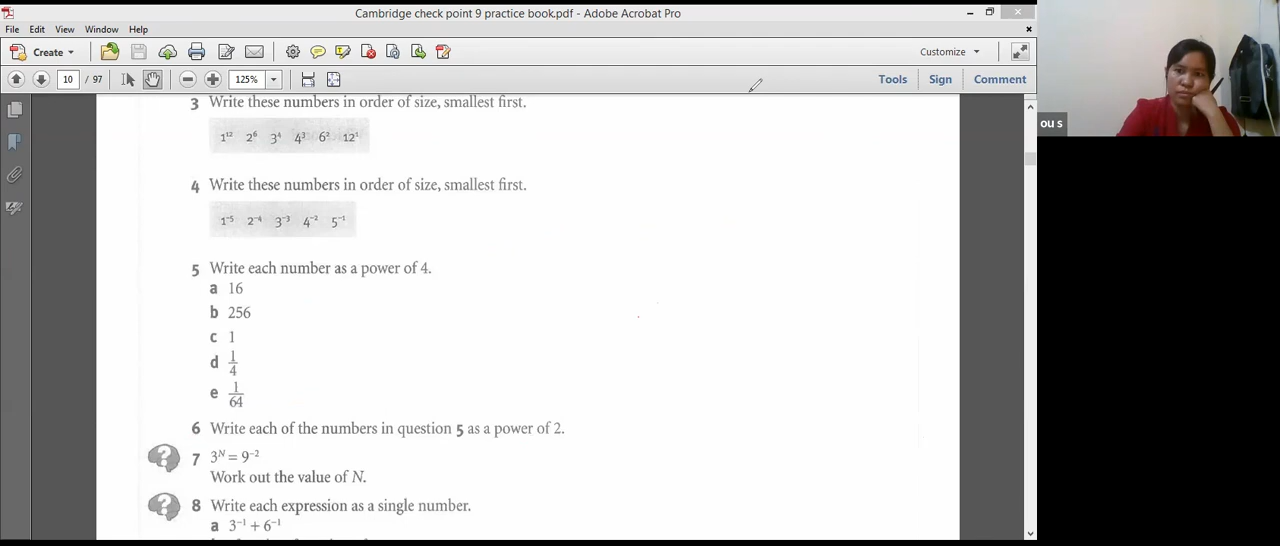 Cambridge check point 9 practice book.pdf - Adobe Acrobat Pro
File Edit View Window Help
Create
Customize
10 / 97
125%
Tools Sign Comment
3 Write these numbers in order of size, smallest first.
1¹² 2⁶ 3⁴ 4³ 6² 12¹
4 Write these numbers in order of size, smallest first.
1⁻⁵ 2⁻⁴ 3⁻³ 4⁻² 5⁻¹
5 Write each number as a power of 4.
a 16
b 256
c 1
d 1/4
e 1/64
6 Write each of the numbers in question 5 as a power of 2.
7 3ᴺ = 9⁻²
Work out the value of N.
8 Write each expression as a single number.
a 3⁻¹ + 6⁻¹
ou s